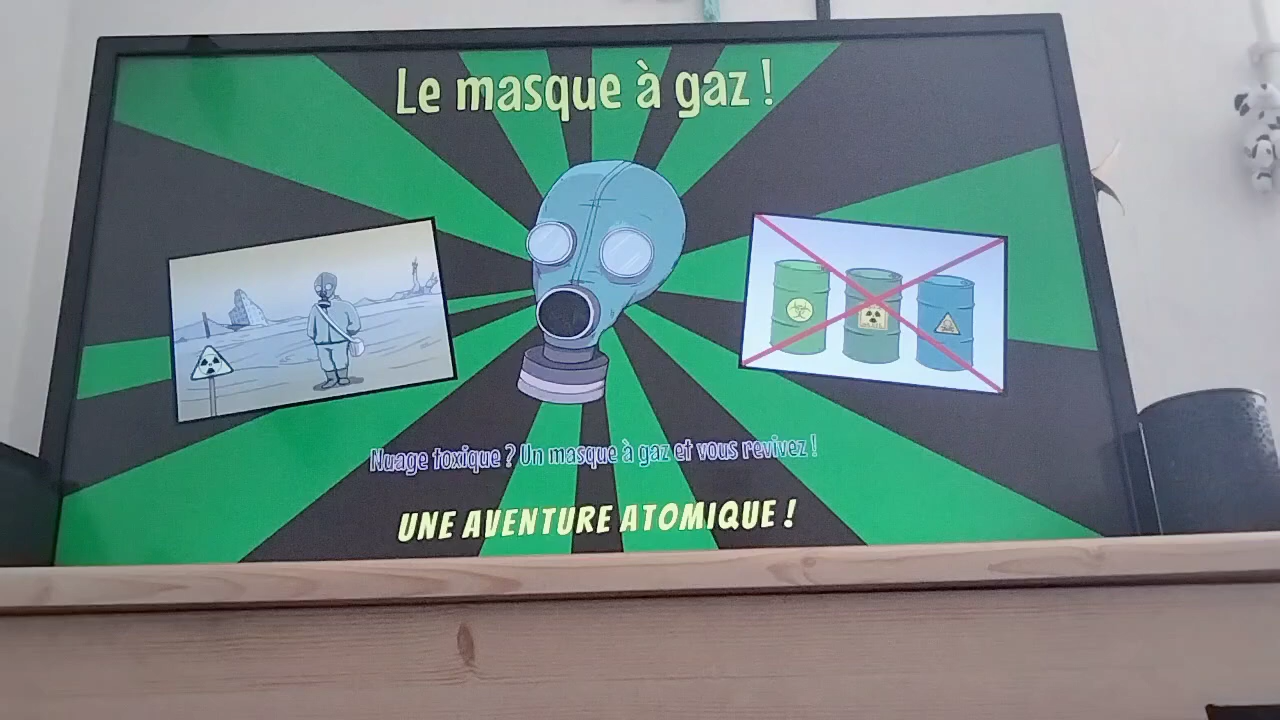 Le masque à gaz !
Nuage toxique ? Un masque à gaz et vous revivez !
UNE AVENTURE ATOMIQUE !